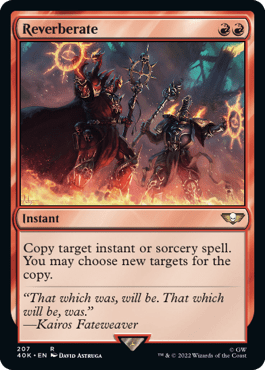 Reverberate
Instant
Copy target instant or sorcery spell.
You may choose new targets for the
copy.
“That which was, will be. That which
will be, was.”
—Kairos Fateweaver
207 R
40K • EN DAVID ASTRUGA
© GW
™ & © 2022 Wizards of the Coast